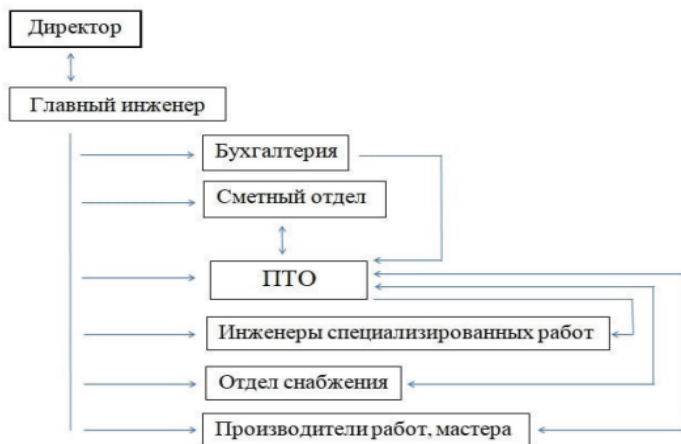 Директор
Главный инженер
Бухгалтерия
Сметный отдел
ПТО
Инженеры специализированных работ
Отдел снабжения
Производители работ, мастера